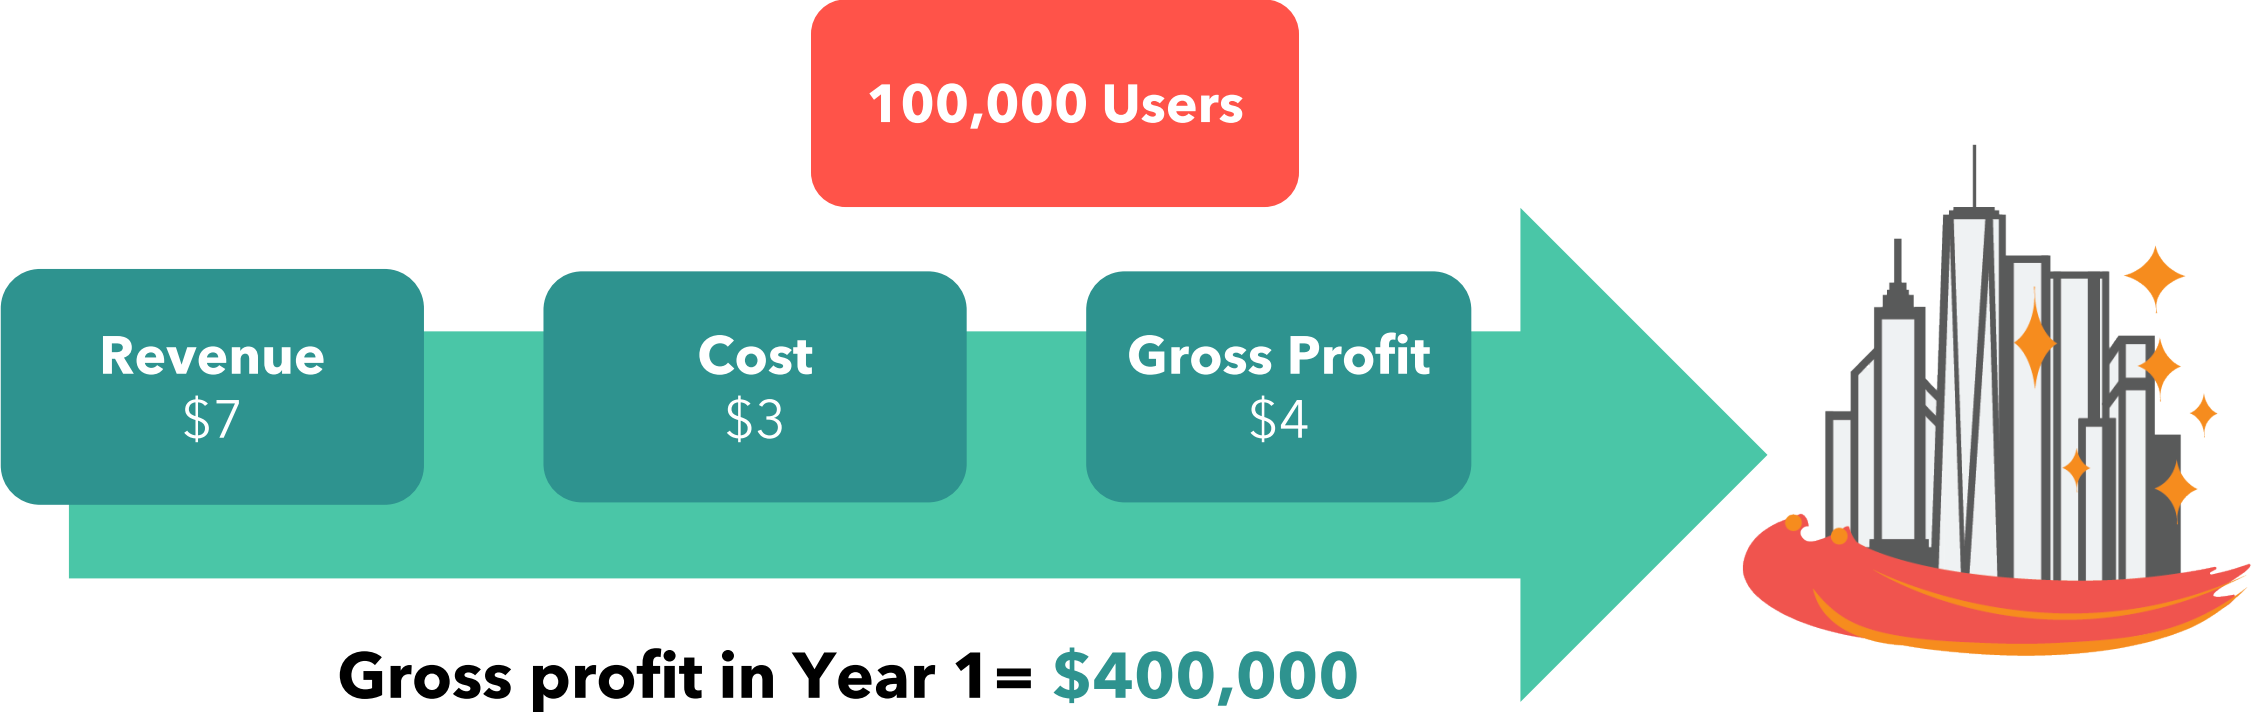 100,000 Users
Revenue
$7
Cost
$3
Gross Profit
$4
Gross profit in Year 1= $400,000